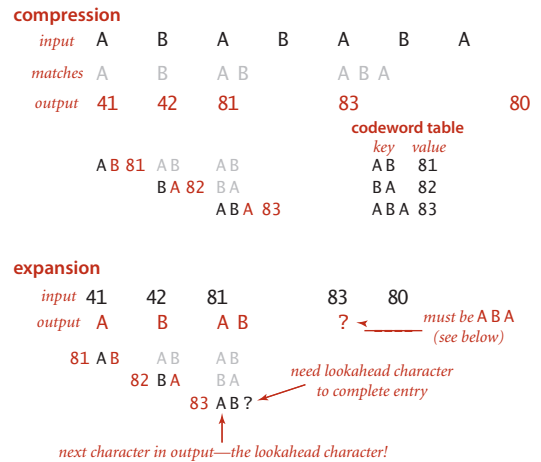 compression
input A B A B A B A
matches A B A B A B A
output 41 42 81 83 80
codeword table
key value
A B 81 A B A B A B 81
B A 82 B A B A 82
A B A 83 A B A 83
expansion
input 41 42 81 83 80
output A B A B ? must be A B A
(see below)
81 A B A B A B
82 B A B A need lookahead character
to complete entry
83 A B ?
next character in output—the lookahead character!